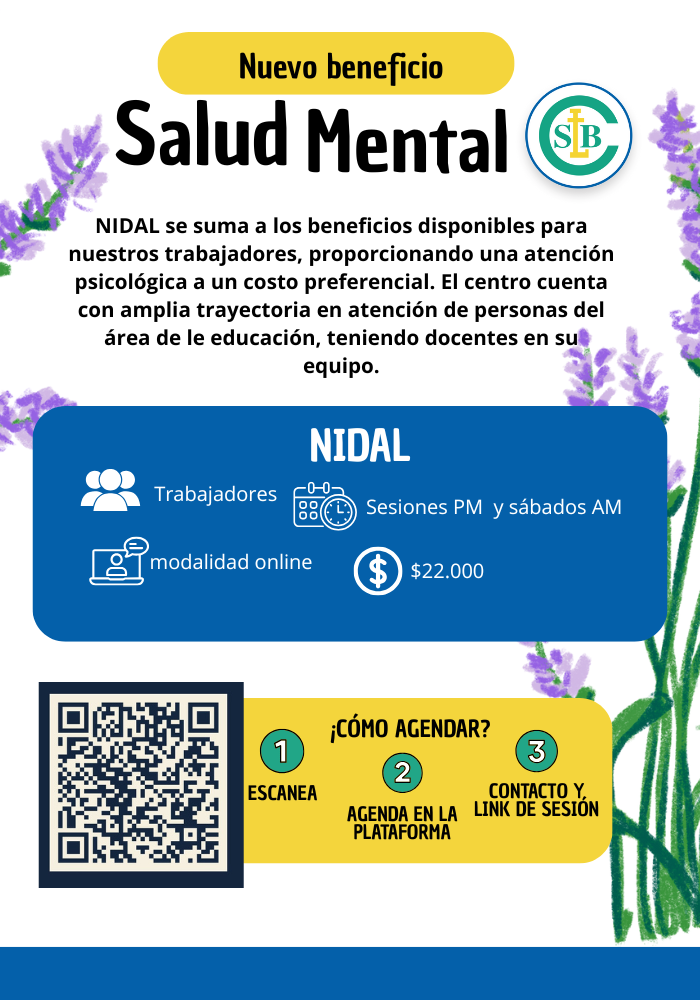 Nuevo beneficio
Salud Mental
C
SLB
NIDAL se suma a los beneficios disponibles para
nuestros trabajadores, proporcionando una atención
psicológica a un costo preferencial. El centro cuenta
con amplia trayectoria en atención de personas del
área de le educación, teniendo docentes en su
equipo.
NIDAL
Trabajadores
Sesiones PM y sábados AM
modalidad online
$22.000
¿CÓMO AGENDAR?
1
ESCANEA
2
AGENDA EN LA
PLATAFORMA
3
CONTACTO Y,
LINK DE SESIÓN